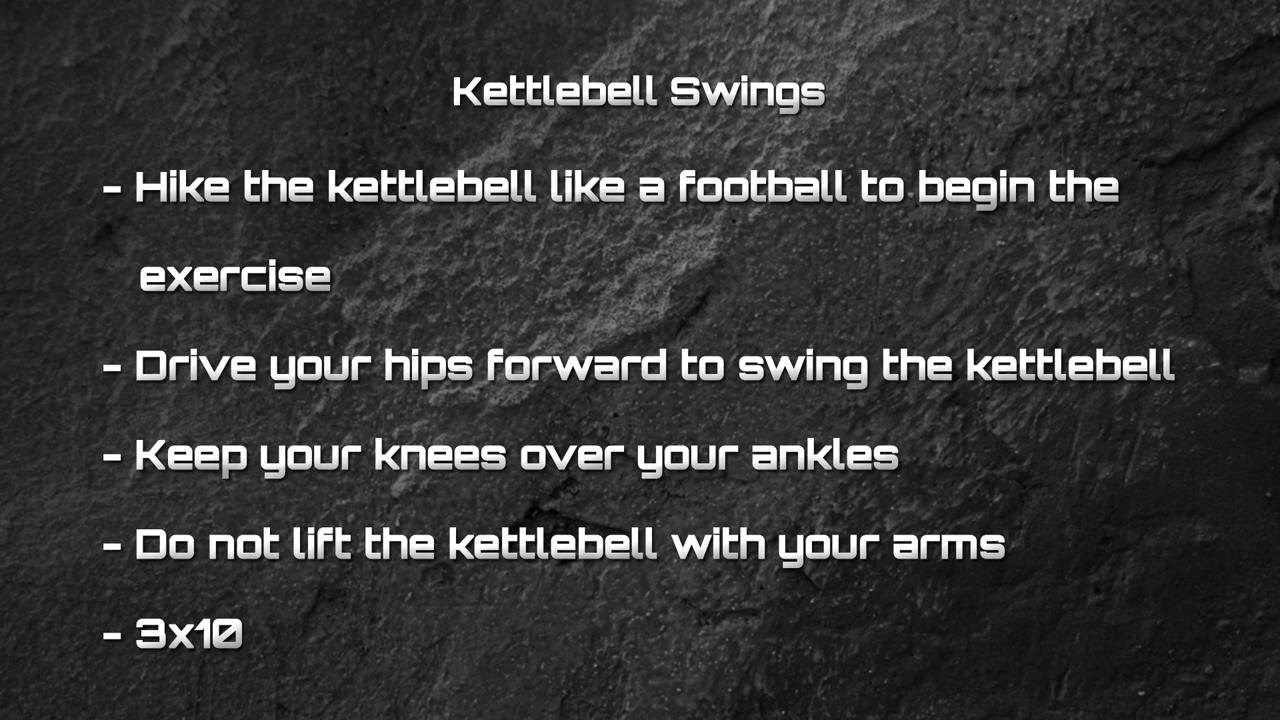 Kettlebell Swings
- Hike the kettlebell like a football to begin the
exercise
- Drive your hips forward to swing the kettlebell
- Keep your knees over your ankles
- Do not lift the kettlebell with your arms
- 3x10